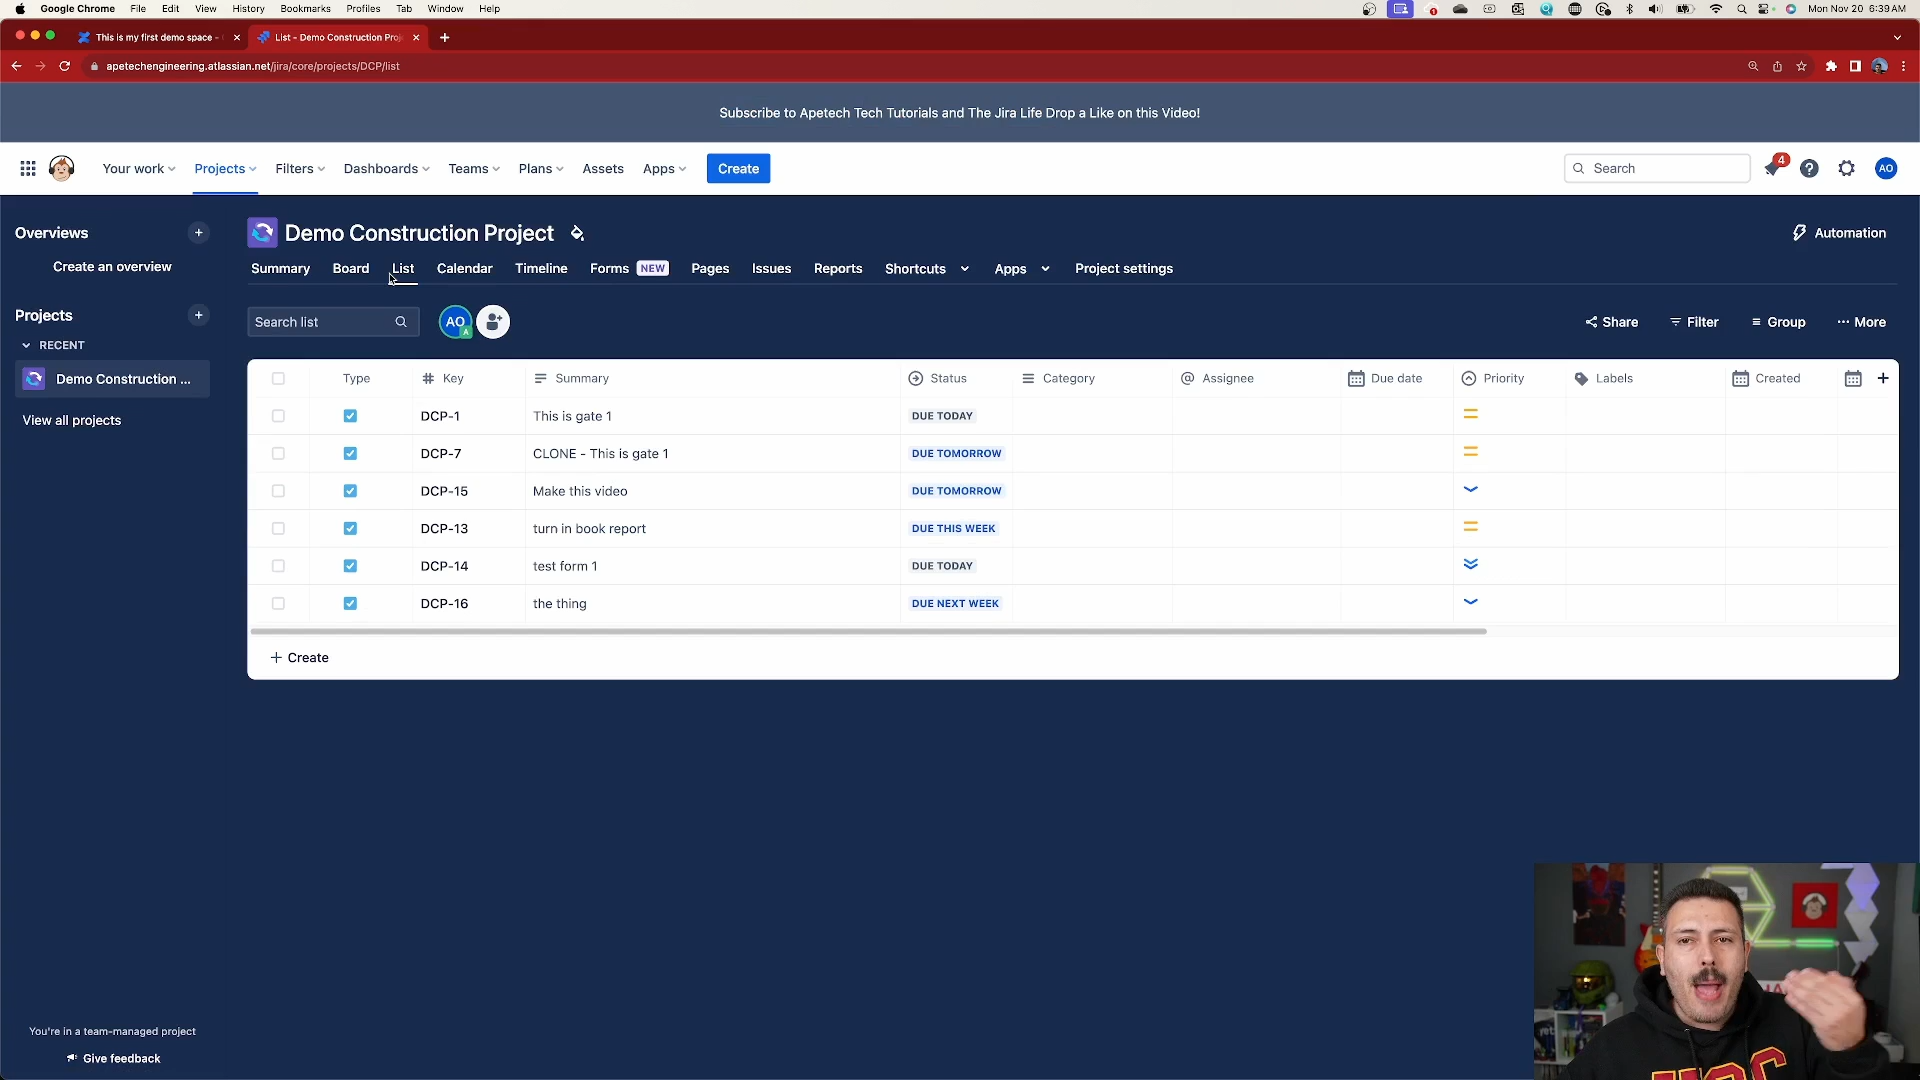 Google Chrome File Edit View History Bookmarks Profiles Tab Window Help Mon Nov 20 6:39 AM
This is my first demo space - List - Demo Construction Proj
apetechengineering.atlassian.net/jira/core/projects/DCP/list
Subscribe to Apetech Tech Tutorials and The Jira Life Drop a Like on this Video!
Your work Projects Filters Dashboards Teams Plans Assets Apps Create Search 4 AO
Overviews
Create an overview
Projects
RECENT
Demo Construction ...
View all projects
Demo Construction Project Automation
Summary Board List Calendar Timeline Forms NEW Pages Issues Reports Shortcuts Apps Project settings
Search list AO A Share Filter Group More
Type Key Summary Status Category Assignee Due date Priority Labels Created
DCP-1 This is gate 1 DUE TODAY
DCP-7 CLONE - This is gate 1 DUE TOMORROW
DCP-15 Make this video DUE TOMORROW
DCP-13 turn in book report DUE THIS WEEK
DCP-14 test form 1 DUE TODAY
DCP-16 the thing DUE NEXT WEEK
+ Create
You're in a team-managed project
Give feedback